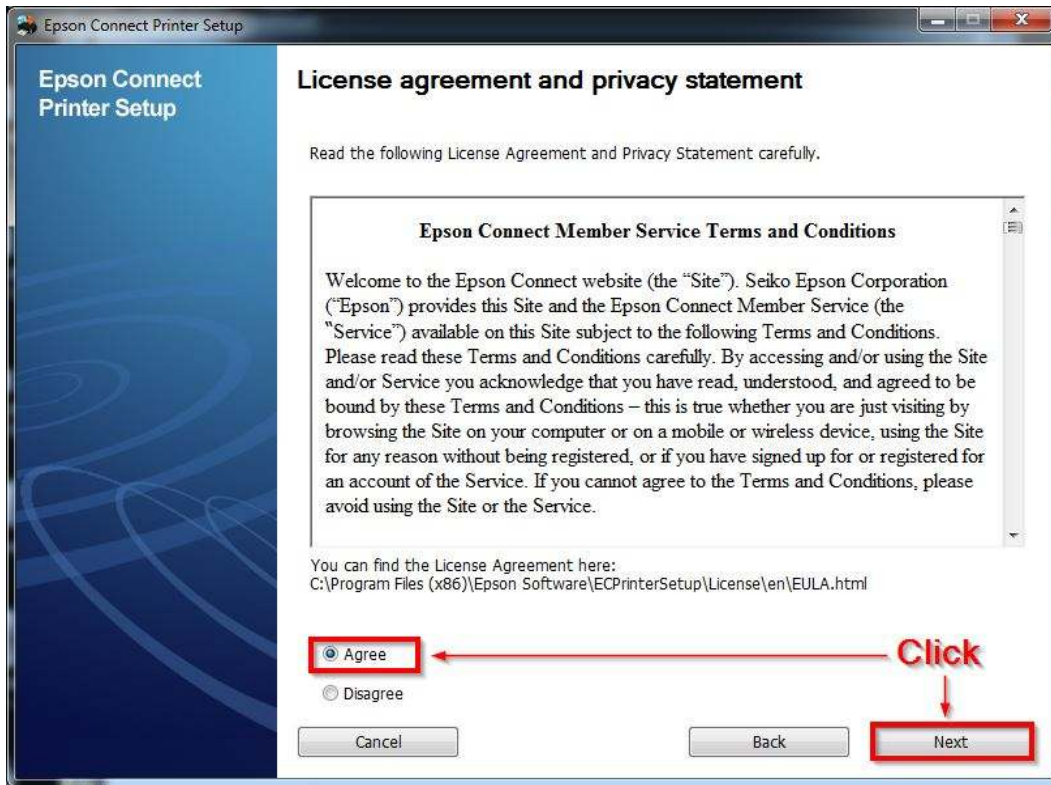 Epson Connect Printer Setup
Epson Connect
Printer Setup
License agreement and privacy statement
Read the following License Agreement and Privacy Statement carefully.
Epson Connect Member Service Terms and Conditions
Welcome to the Epson Connect website (the “Site”). Seiko Epson Corporation
(“Epson”) provides this Site and the Epson Connect Member Service (the
“Service”) available on this Site subject to the following Terms and Conditions.
Please read these Terms and Conditions carefully. By accessing and/or using the Site
and/or Service you acknowledge that you have read, understood, and agreed to be
bound by these Terms and Conditions – this is true whether you are just visiting by
browsing the Site on your computer or on a mobile or wireless device, using the Site
for any reason without being registered, or if you have signed up for or registered for
an account of the Service. If you cannot agree to the Terms and Conditions, please
avoid using the Site or the Service.
You can find the License Agreement here:
C:\Program Files (x86)\Epson Software\ECPrinterSetup\License\en\EULA.html
Agree
Click
Disagree
Cancel
Back
Next